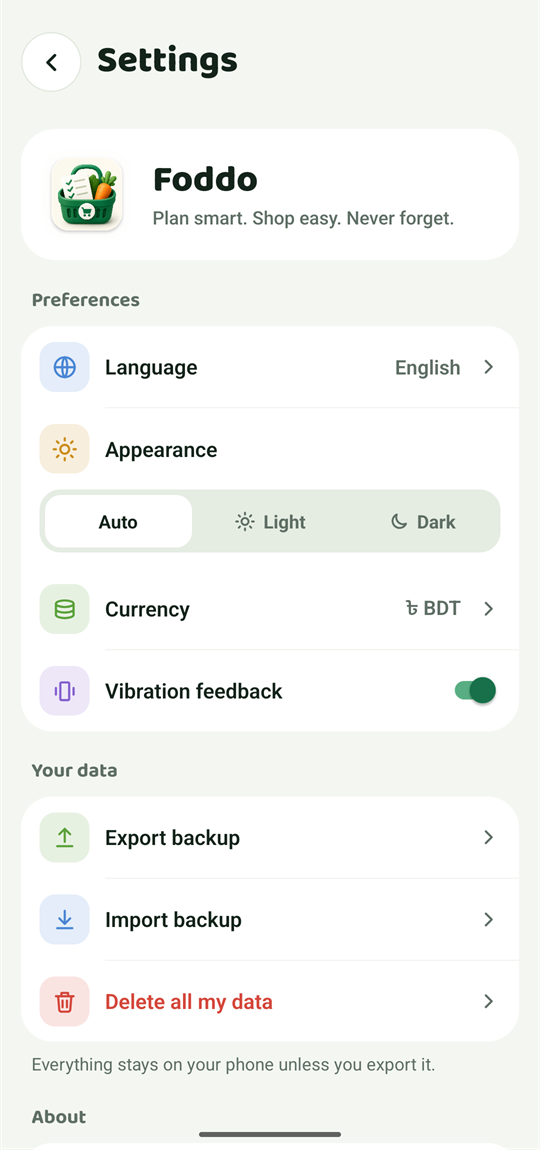 Settings
Foddo
Plan smart. Shop easy. Never forget.
Preferences
Language English
Appearance
Auto Light Dark
Currency ৳ BDT
Vibration feedback
Your data
Export backup
Import backup
Delete all my data
Everything stays on your phone unless you export it.
About